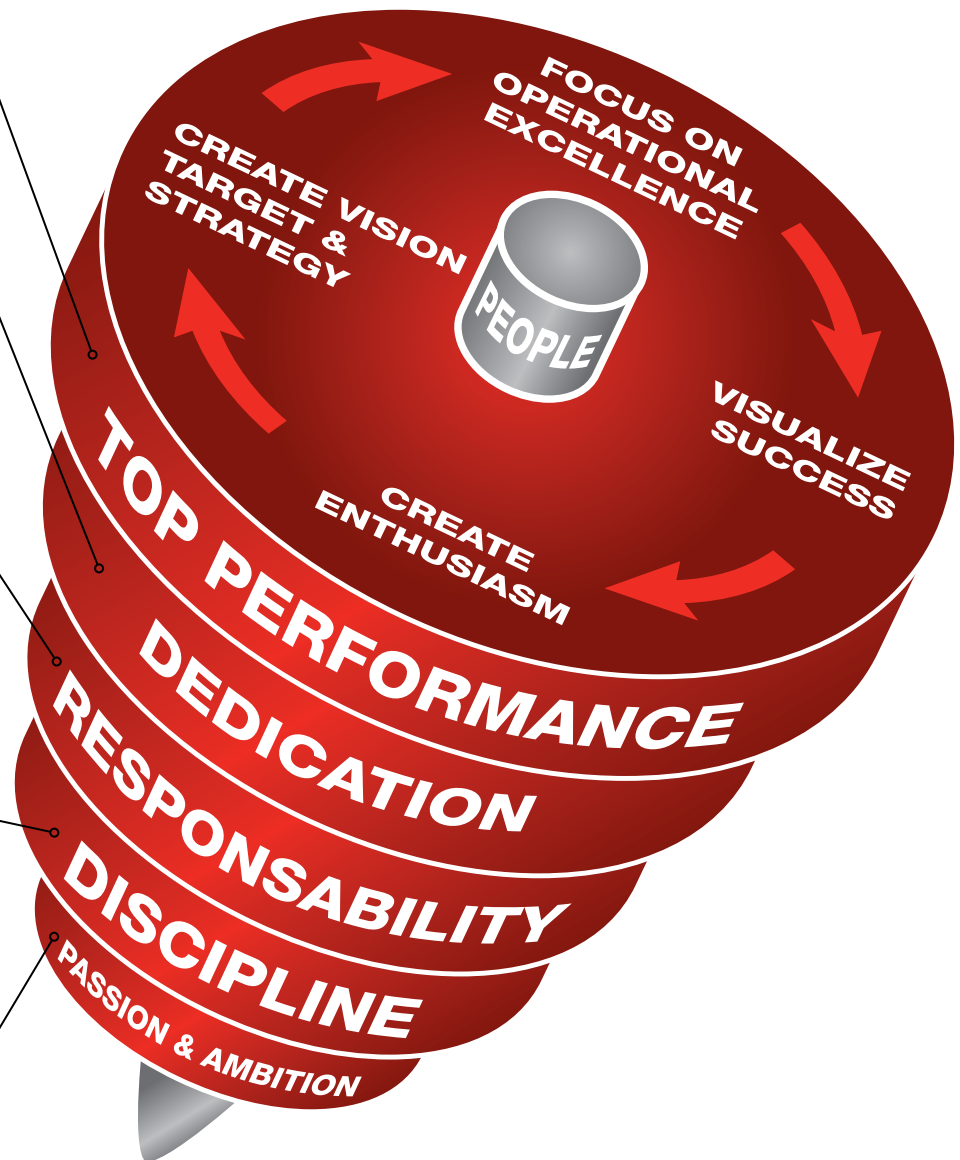 FOCUS ON
OPERATIONAL
EXCELLENCE
CREATE VISION
TARGET &
STRATEGY
PEOPLE
VISUALIZE
SUCCESS
CREATE
ENTHUSIASM
TOP PERFORMANCE
DEDICATION
RESPONSABILITY
DISCIPLINE
PASSION & AMBITION